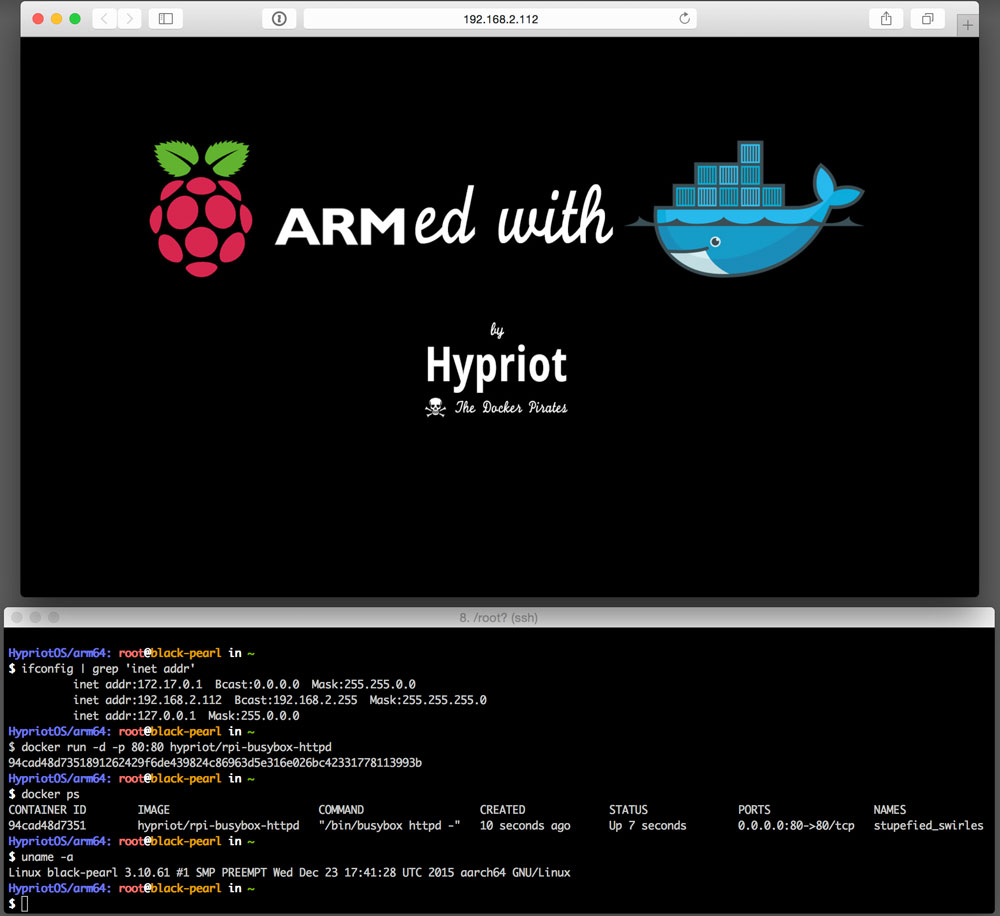 192.168.2.112
ARMed with
by
Hypriot
The Docker Pirates
8. /root? (ssh)
HypriotOS/arm64: root@black-pearl in ~
$ ifconfig | grep 'inet addr'
inet addr:172.17.0.1  Bcast:0.0.0.0  Mask:255.255.0.0
inet addr:192.168.2.112  Bcast:192.168.2.255  Mask:255.255.255.0
inet addr:127.0.0.1  Mask:255.0.0.0
HypriotOS/arm64: root@black-pearl in ~
$ docker run -d -p 80:80 hypriot/rpi-busybox-httpd
94cad48d7351891262429f6de439824c86963d5e316e026bc42331778113993b
HypriotOS/arm64: root@black-pearl in ~
$ docker ps
CONTAINER ID        IMAGE                       COMMAND                  CREATED             STATUS              PORTS                NAMES
94cad48d7351        hypriot/rpi-busybox-httpd   "/bin/busybox httpd -"   10 seconds ago      Up 7 seconds        0.0.0.0:80->80/tcp   stupefied_swirles
HypriotOS/arm64: root@black-pearl in ~
$ uname -a
Linux black-pearl 3.10.61 #1 SMP PREEMPT Wed Dec 23 17:41:28 UTC 2015 aarch64 GNU/Linux
HypriotOS/arm64: root@black-pearl in ~
$